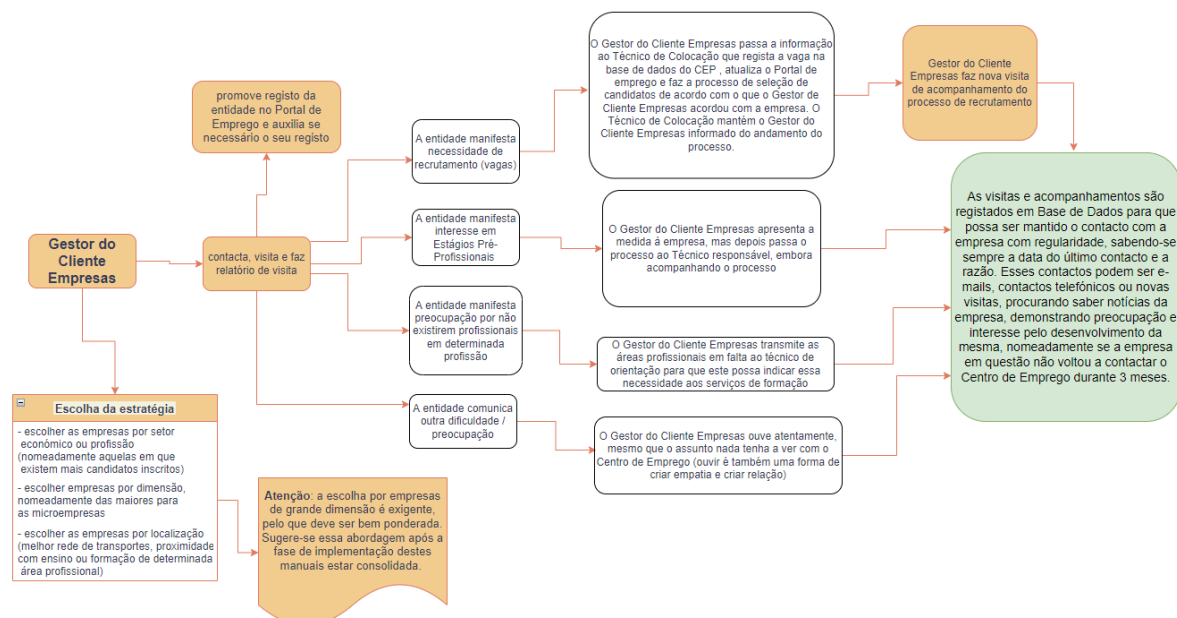 Gestor do
Cliente
Empresas
promove registo da
entidade no Portal de
Emprego e auxilia se
necessário o seu registo
contacta, visita e faz
relatório de visita
Escolha da estratégia
- escolher as empresas por setor
económico ou profissão
(nomeadamente aquelas em que
existem mais candidatos inscritos)
- escolher empresas por dimensão,
nomeadamente das maiores para
as microempresas
- escolher as empresas por localização
(melhor rede de transportes, proximidade
com ensino ou formação de determinada
área profissional)
Atenção: a escolha por empresas
de grande dimensão é exigente,
pelo que deve ser bem ponderada.
Sugere-se essa abordagem após a
a fase de implementação destes
manuais estar consolidada.
A entidade manifesta
necessidade de
recrutamento (vagas)
A entidade manifesta
interesse em
Estágios Pré-
Profissionais
A entidade manifesta
preocupação por não
existirem profissionais
em determinada
profissão
A entidade comunica
outra dificuldade /
preocupação
O Gestor do Cliente Empresas passa a informação
ao Técnico de Colocação que regista a vaga na
base de dados do CEP , atualiza o Portal de
emprego e faz a processo de seleção de
candidatos de acordo com o que o Gestor de
Cliente Empresas acordou com a empresa. O
Técnico de Colocação mantém o Gestor do
Cliente Empresas informado do andamento do
processo.
O Gestor do Cliente Empresas apresenta a
medida á empresa, mas depois passa o
processo ao Técnico responsável, embora
acompanhando o processo
O Gestor do Cliente Empresas transmite as
áreas profissionais em falta ao técnico de
orientação para que este possa indicar essa
necessidade aos serviços de formação
O Gestor do Cliente Empresas ouve atentamente,
mesmo que o assunto nada tenha a ver com o
Centro de Emprego (ouvir é também uma forma de
criar empatia e criar relação)
Gestor do Cliente
Empresas faz nova visita
de acompanhamento do
processo de recrutamento
As visitas e acompanhamentos são
registados em Base de Dados para que
possa ser mantido o contacto com a
empresa com regularidade, sabendo-se
sempre a data do último contacto e a
razão. Esses contactos podem ser e-
mails, contactos telefónicos ou novas
visitas, procurando saber notícias da
empresa, demonstrando preocupação e
interesse pelo desenvolvimento da
mesma, nomeadamente se a empresa
em questão não voltou a contactar o
Centro de Emprego durante 3 meses.